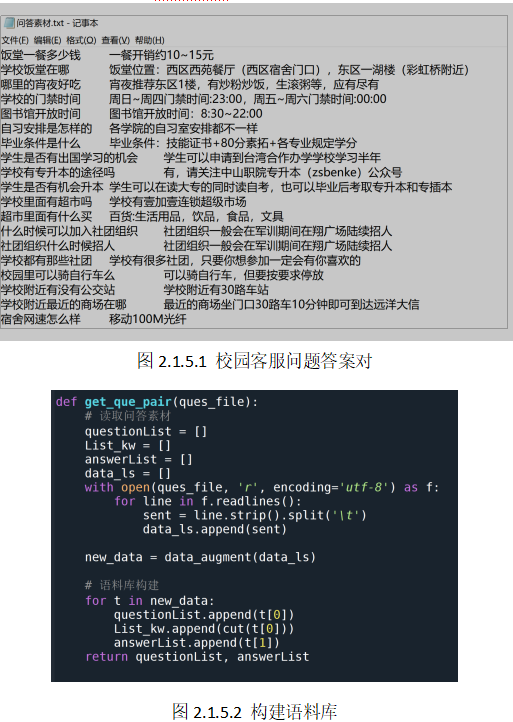 问答素材.txt - 记事本
文件(F) 编辑(E) 格式(O) 查看(V) 帮助(H)
饭堂一餐多少钱	一餐开销约10~15元
学校饭堂在哪	饭堂位置：西区西苑餐厅（西区宿舍门口），东区一湖楼（彩虹桥附近）
哪里的宵夜好吃	宵夜推荐东区1楼，有炒粉炒饭，生滚粥等，应有尽有
学校的门禁时间	周日~周四门禁时间:23:00，周五~周六门禁时间:00:00
图书馆开放时间	图书馆开放时间：8:30~22:00
自习安排是怎样的	各学院的自习室安排都不一样
毕业条件是什么	毕业条件：技能证书+80分素拓+各专业规定学分
学生是否有出国学习的机会	学生可以申请到台湾合作办学学校学习半年
学校有专升本的途径吗	有，请关注中山职院专升本（zsbenke）公众号
学生是否有机会升本	学生可以在读大专的同时读自考，也可以毕业后考取专升本和专插本
学校里面有超市吗	学校有壹加壹连锁超级市场
超市里面有什么买	百货:生活用品，饮品，食品，文具
什么时候可以加入社团组织	社团组织一般会在军训期间在翔广场陆续招人
社团组织什么时候招人	社团组织一般会在军训期间在翔广场陆续招人
学校都有那些社团	学校有很多社团，只要你想参加一定会有你喜欢的
校园里可以骑自行车么	可以骑自行车，但要按要求停放
学校附近有没有公交站	学校附近有30路车站
学校附近最近的商场在哪	最近的商场坐门口30路车10分钟即可到达远洋大信
宿舍网速怎么样	移动100M光纤
图 2.1.5.1 校园客服问题答案对
def get_que_pair(ques_file):
    # 读取问答素材
    questionList = []
    List_kw = []
    answerList = []
    data_ls = []
    with open(ques_file, 'r', encoding='utf-8') as f:
        for line in f.readlines():
            sent = line.strip().split('\t')
            data_ls.append(sent)
    new_data = data_augment(data_ls)
    # 语料库构建
    for t in new_data:
        questionList.append(t[0])
        List_kw.append(cut(t[0]))
        answerList.append(t[1])
    return questionList, answerList
图 2.1.5.2 构建语料库